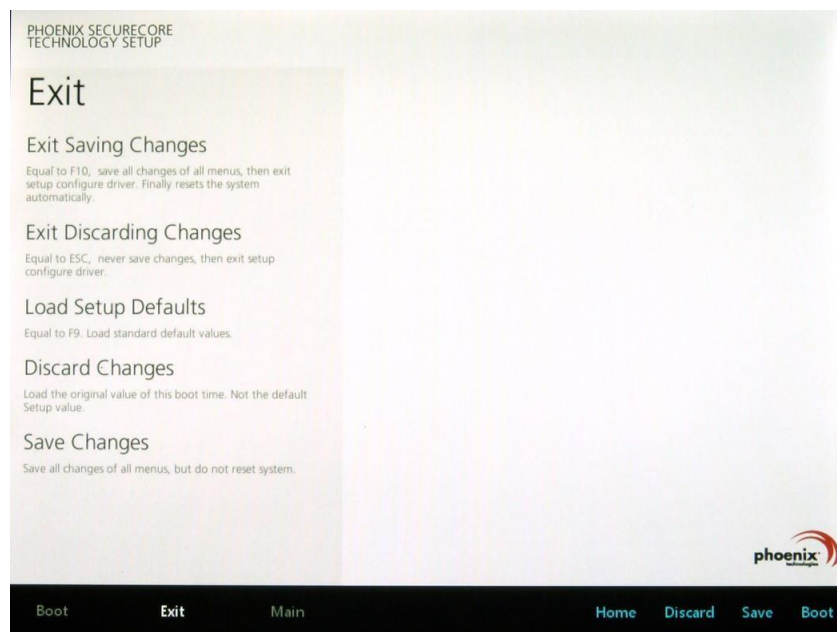 PHOENIX SECURECORE
TECHNOLOGY SETUP
Exit
Exit Saving Changes
Equal to F10, save all changes of all menus, then exit
setup configure driver. Finally resets the system
automatically.
Exit Discarding Changes
Equal to ESC, never save changes, then exit setup
configure driver.
Load Setup Defaults
Equal to F9. Load standard default values.
Discard Changes
Load the original value of this boot time. Not the default
Setup value.
Save Changes
Save all changes of all menus, but do not reset system.
phoenix
technologies
Boot Exit Main Home Discard Save Boot